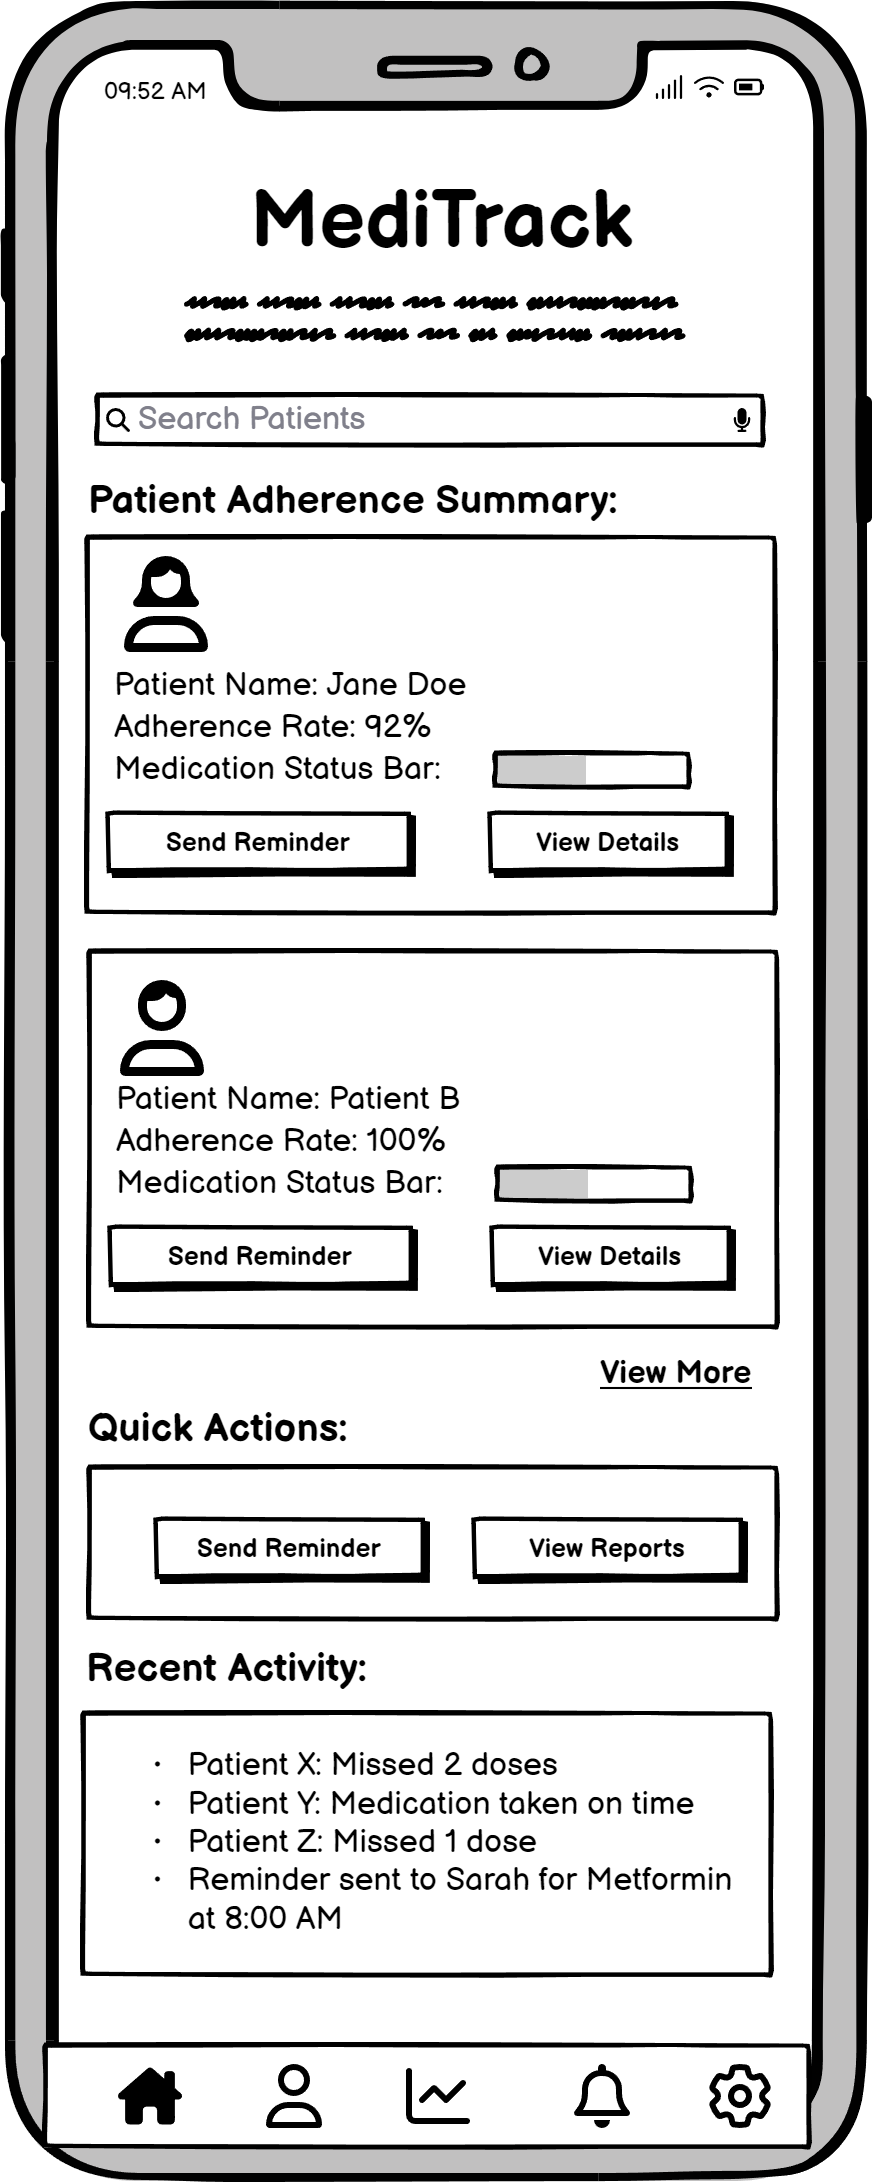 09:52 AM
MediTrack
Search Patients
Patient Adherence Summary:
Patient Name: Jane Doe
Adherence Rate: 92%
Medication Status Bar:
Send Reminder
View Details
Patient Name: Patient B
Adherence Rate: 100%
Medication Status Bar:
Send Reminder
View Details
View More
Quick Actions:
Send Reminder
View Reports
Recent Activity:
· Patient X: Missed 2 doses
· Patient Y: Medication taken on time
· Patient Z: Missed 1 dose
· Reminder sent to Sarah for Metformin
at 8:00 AM